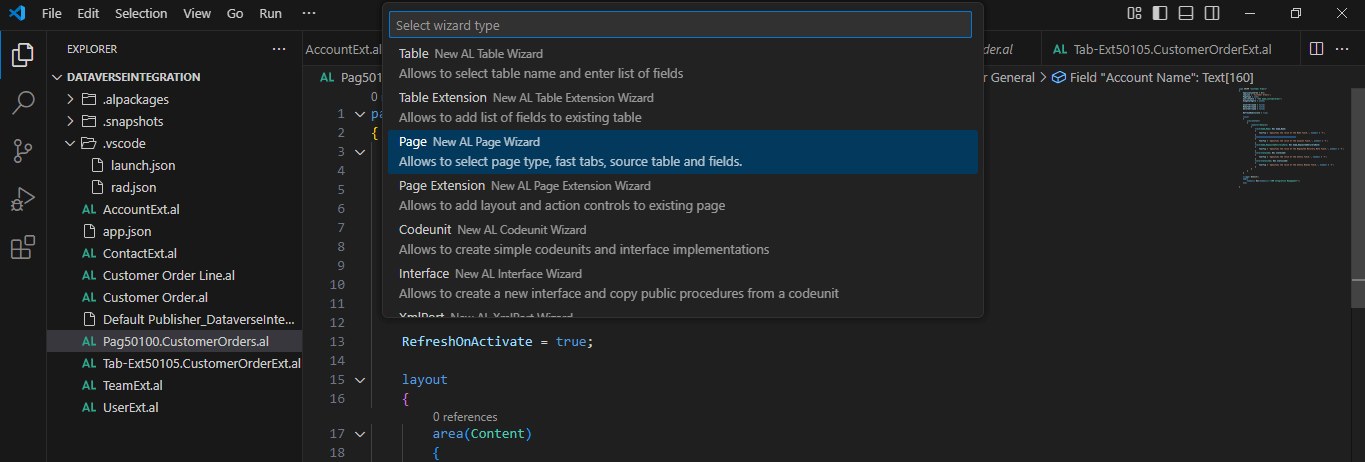 File Edit Selection View Go Run ···
Select wizard type
EXPLORER ···
AccountExt.al
der.al
AL Tab-Ext50105.CustomerOrderExt.al
Table New AL Table Wizard
Allows to select table name and enter list of fields
Table Extension New AL Table Extension Wizard
Allows to add list of fields to existing table
Page New AL Page Wizard
Allows to select page type, fast tabs, source table and fields.
Page Extension New AL Page Extension Wizard
Allows to add layout and action controls to existing page
Codeunit New AL Codeunit Wizard
Allows to create simple codeunits and interface implementations
Interface New AL Interface Wizard
Allows to create a new interface and copy public procedures from a codeunit
XmlPort New AL XmlPort Wizard
DATAVERSEINTEGRATION
.alpackages
.snapshots
.vscode
launch.json
rad.json
AL AccountExt.al
app.json
AL ContactExt.al
AL Customer Order Line.al
AL Customer Order.al
Default Publisher_DataverseInte...
AL Pag50100.CustomerOrders.al
AL Tab-Ext50105.CustomerOrderExt.al
AL TeamExt.al
AL UserExt.al
AL Pag501
r General > Field "Account Name": Text[160]
0
1 pa
2 {
3
4
5
6
7
8
9
10
11
12
13 RefreshOnActivate = true;
14
15 layout
16 {
0 references
17 area(Content)
18 {